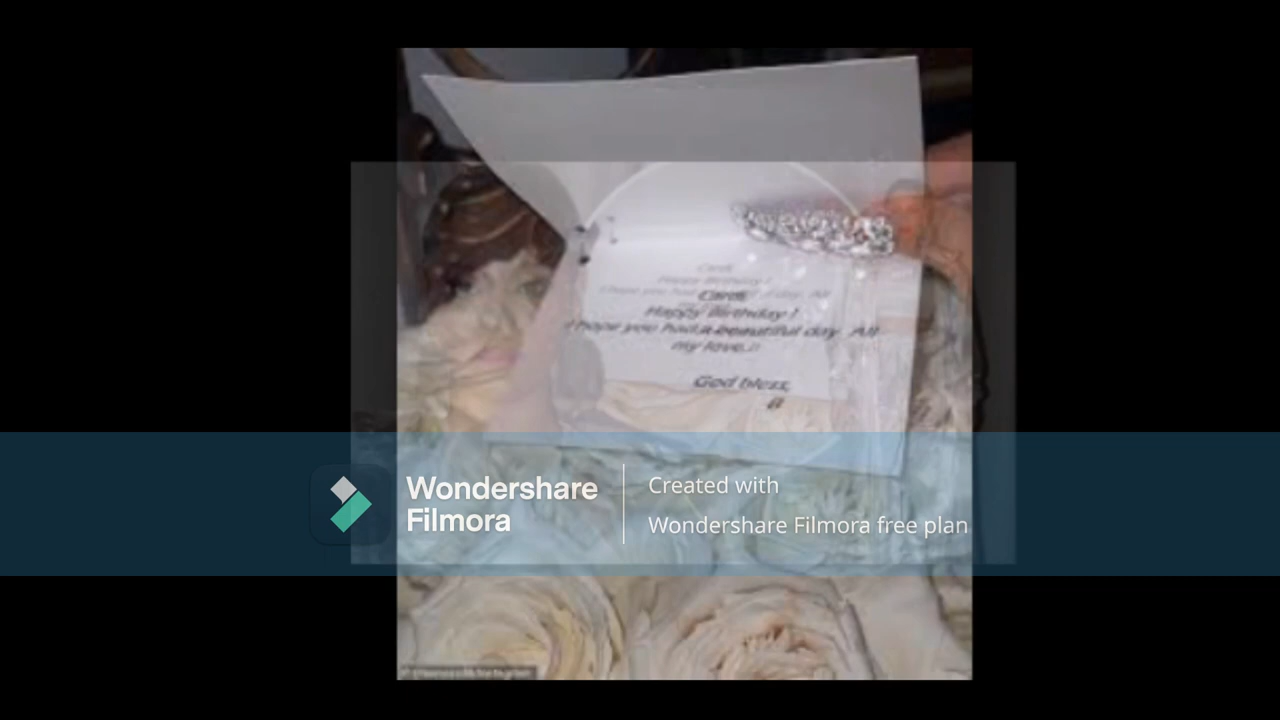 Cardi
Happy Birthday !
I hope you had a beautiful day. All
my love..!!
God bless,
B
Wondershare
Filmora
Created with
Wondershare Filmora free plan